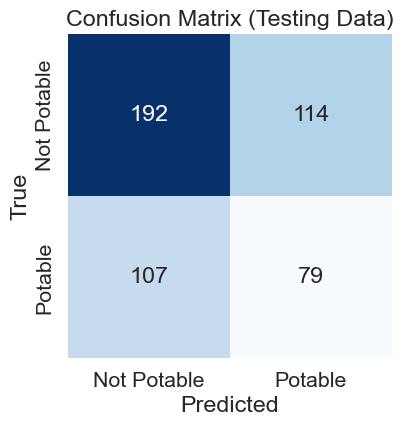 Confusion Matrix (Testing Data)
True
Not Potable
192
114
Potable
107
79
Not Potable
Potable
Predicted